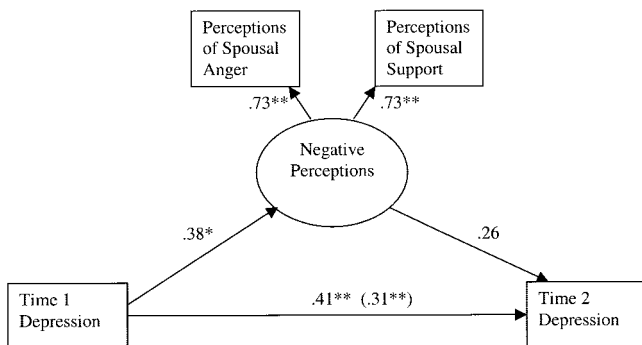 Perceptions
of Spousal
Anger
Perceptions
of Spousal
Support
.73**
.73**
Negative
Perceptions
.38*
.26
Time 1
Depression
.41** (.31**)
Time 2
Depression